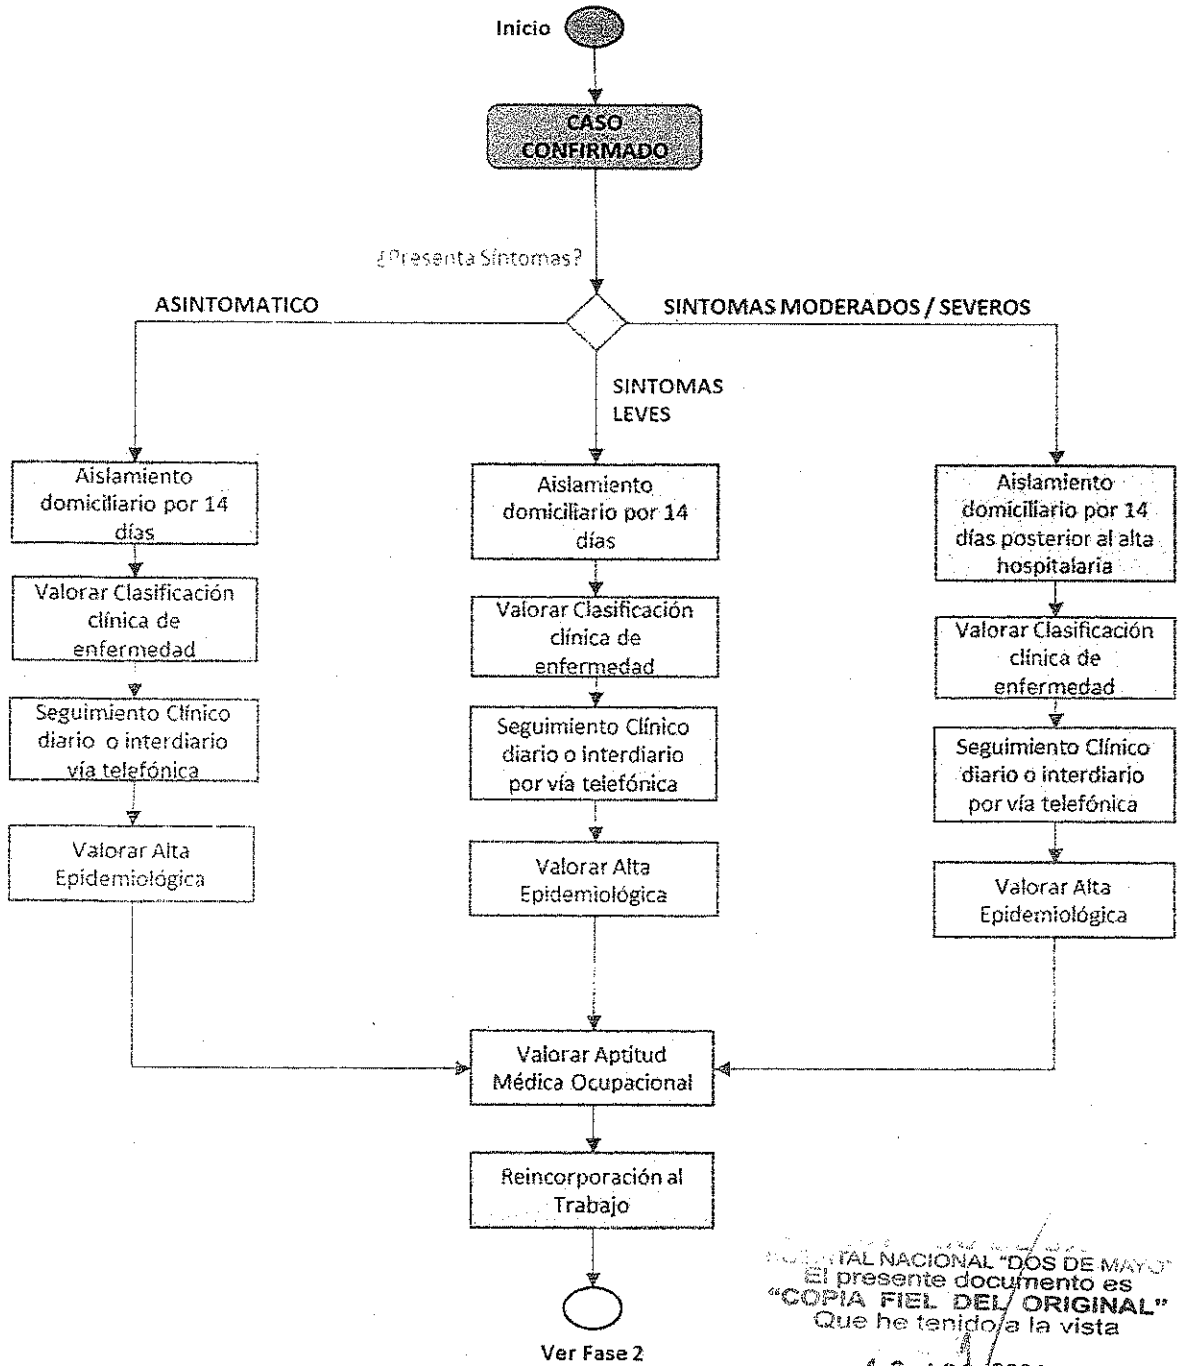 Inicio
CASO
CONFIRMADO
¿Presenta Síntomas?
ASINTOMATICO
SINTOMAS MODERADOS / SEVEROS
SINTOMAS
LEVES
Aislamiento
domiciliario por 14
días
Valorar Clasificación
clínica de
enfermedad
Seguimiento Clínico
diario o interdiario
vía telefónica
Valorar Alta
Epidemiológica
Aislamiento
domiciliario por 14
días
Valorar Clasificación
clínica de
enfermedad
Seguimiento Clínico
diario o interdiario
por vía telefónica
Valorar Alta
Epidemiológica
Aislamiento
domiciliario por 14
días posterior al alta
hospitalaria
Valorar Clasificación
clínica de
enfermedad
Seguimiento Clínico
diario o interdiario
por vía telefónica
Valorar Alta
Epidemiológica
Valorar Aptitud
Médica Ocupacional
Reincorporación al
Trabajo
Ver Fase 2
NACIONAL "DOS DE MAYO"
El presente documento es
"COPIA FIEL DEL ORIGINAL"
Que he tenido a la vista